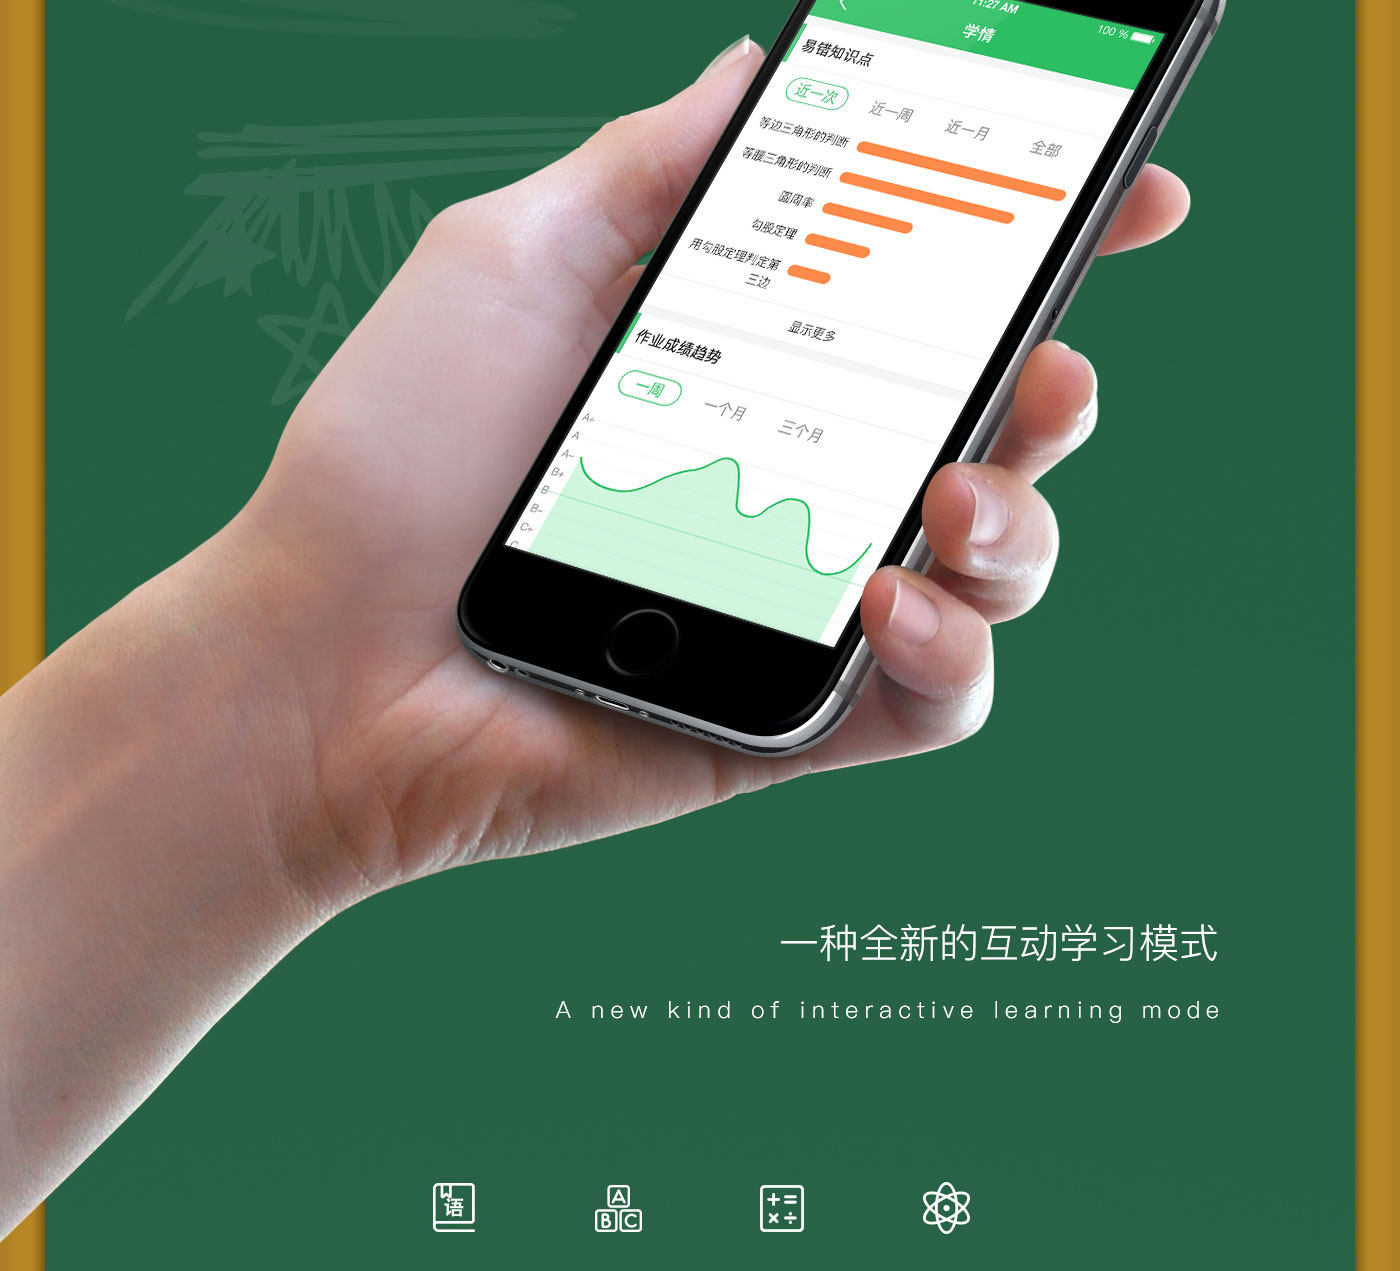 11:27 AM
100 %
学情
易错知识点
近一次 近一周 近一月 全部
等边三角形的判断
等腰三角形的判断
圆周率
勾股定理
用勾股定理判定第
三边
显示更多
作业成绩趋势
一周 一个月 三个月
A+
A
A-
B+
B
B-
C+
C
一种全新的互动学习模式
A new kind of interactive learning mode
语
A
B C